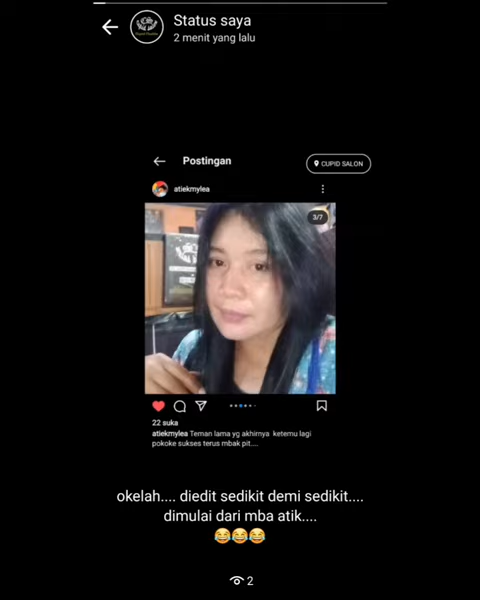 Status saya
2 menit yang lalu
Postingan
CUPID SALON
atiekmylea
3/7
22 suka
atiekmylea Teman lama yg akhirnya ketemu lagi
pokoke sukses terus mbak pit....
okelah.... diedit sedikit demi sedikit....
dimulai dari mba atik....
😂😂😂
2